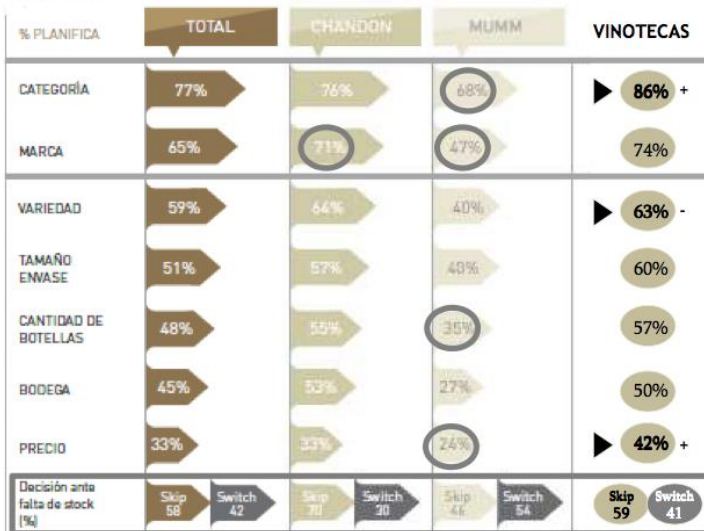 % PLANIFICA TOTAL CHANDON MUMM VINOTECAS
CATEGORÍA 77% 76% 68% 86% +
MARCA 65% 71% 47% 74%
VARIEDAD 59% 64% 40% 63% -
TAMAÑO
ENVASE 51% 57% 40% 60%
CANTIDAD DE
BOTELLAS 48% 55% 35% 57%
BODEGA 45% 53% 27% 50%
PRECIO 33% 33% 24% 42% +
Decisión ante
falta de stock
(%)
Skip Switch Skip Switch Skip Switch Skip Switch
58 42 70 30 46 54 59 41